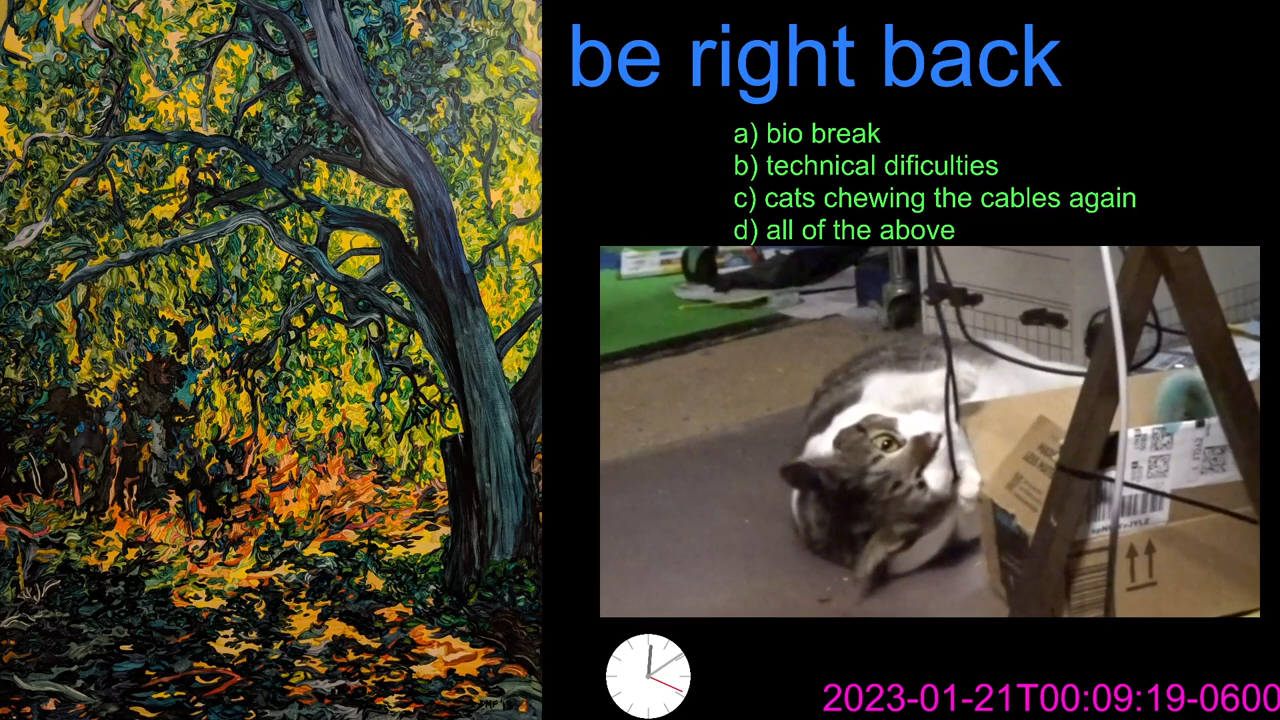 be right back
a) bio break
b) technical dificulties
c) cats chewing the cables again
d) all of the above
2023-01-21T00:09:19-0600